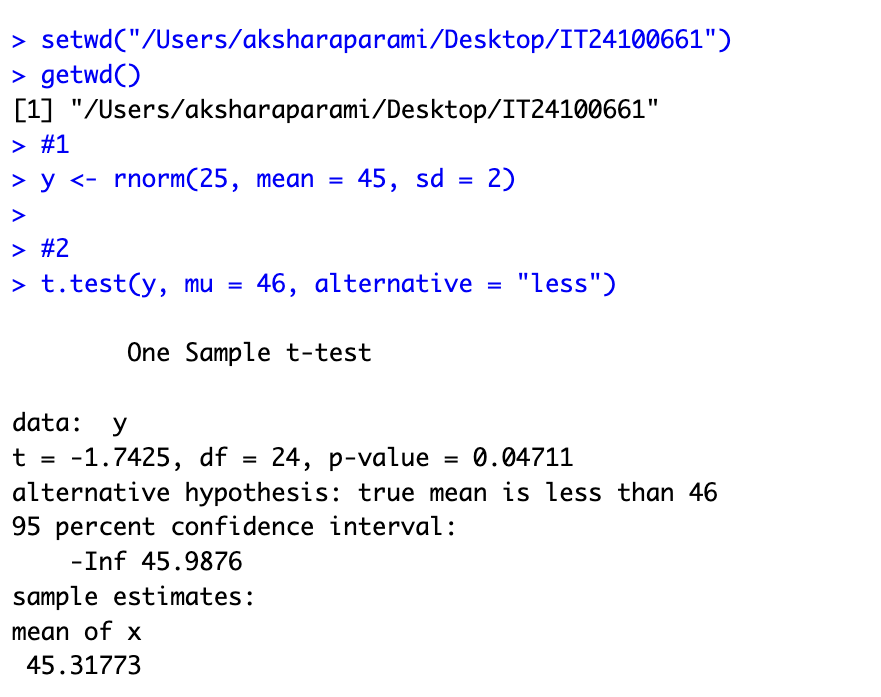 > setwd("/Users/aksharaparami/Desktop/IT24100661")
> getwd()
[1] "/Users/aksharaparami/Desktop/IT24100661"
> #1
> y <- rnorm(25, mean = 45, sd = 2)
>
> #2
> t.test(y, mu = 46, alternative = "less")
One Sample t-test
data:  y
t = -1.7425, df = 24, p-value = 0.04711
alternative hypothesis: true mean is less than 46
95 percent confidence interval:
    -Inf 45.9876
sample estimates:
mean of x
 45.31773